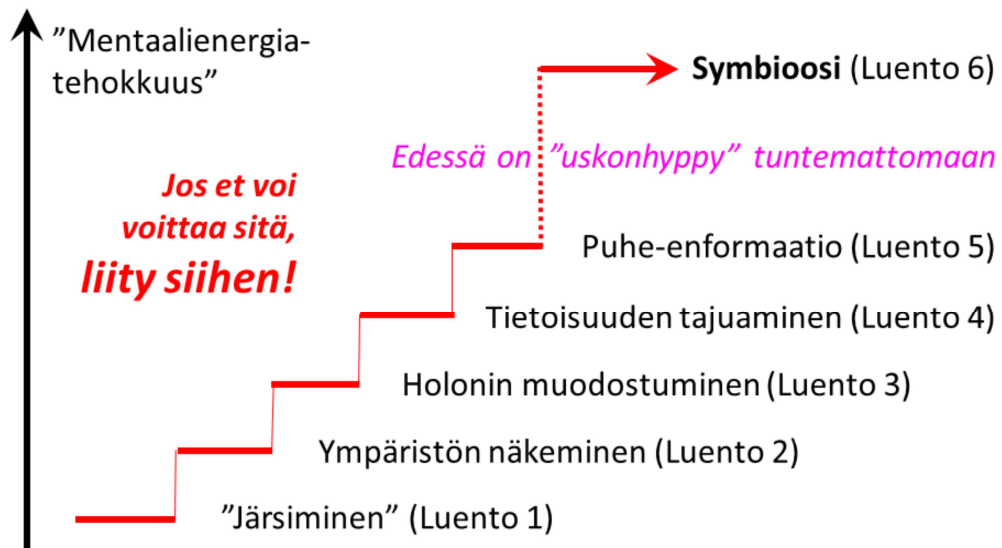 ”Mentaalienergia-
tehokkuus”
Symbioosi (Luento 6)
Edessä on ”uskonhyppy” tuntemattomaan
Jos et voi
voittaa sitä,
liity siihen!
Puhe-enformaatio (Luento 5)
Tietoisuuden tajuaminen (Luento 4)
Holonin muodostuminen (Luento 3)
Ympäristön näkeminen (Luento 2)
”Järsiminen” (Luento 1)